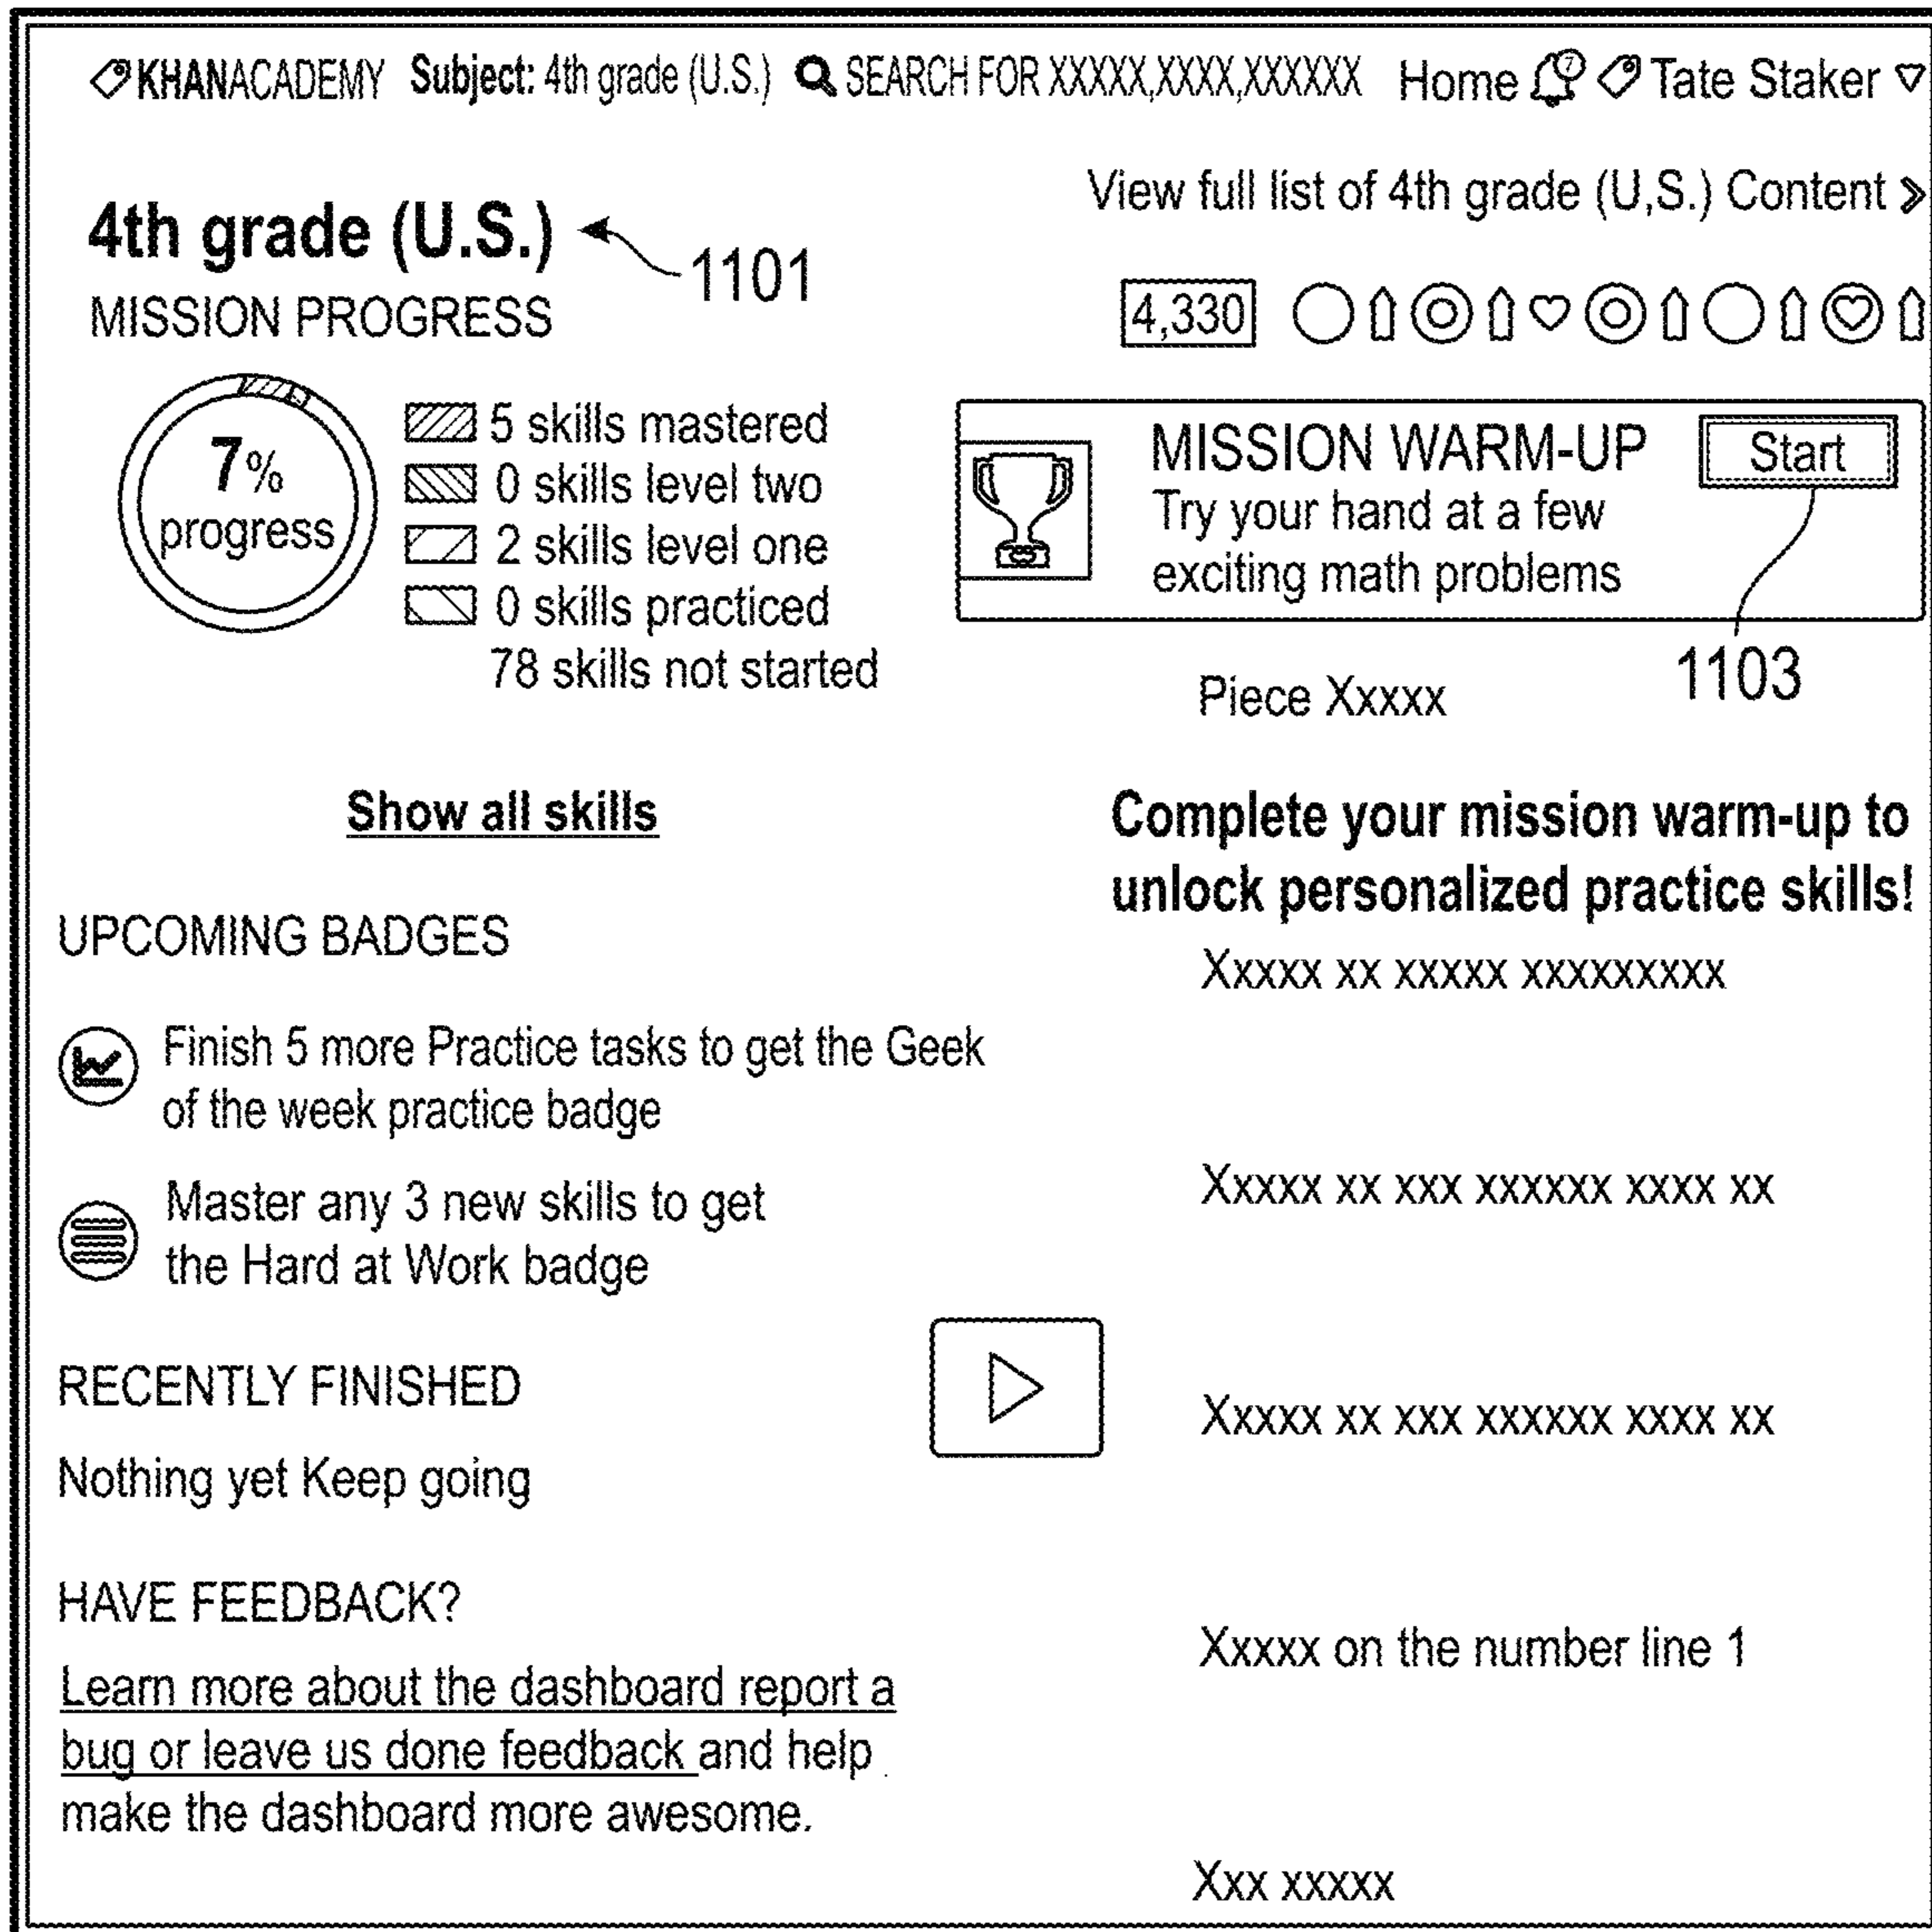 KHANACADEMY Subject: 4th grade (U.S.) SEARCH FOR XXXXX,XXXX,XXXXXX Home 7 Tate Staker
View full list of 4th grade (U,S.) Content »
4th grade (U.S.)
1101
MISSION PROGRESS
4,330
7%
progress
5 skills mastered
0 skills level two
2 skills level one
0 skills practiced
78 skills not started
MISSION WARM-UP
Start
Try your hand at a few
exciting math problems
1103
Piece Xxxxx
Show all skills
Complete your mission warm-up to
unlock personalized practice skills!
UPCOMING BADGES
Xxxxx xx xxxxx xxxxxxxxx
Finish 5 more Practice tasks to get the Geek
of the week practice badge
Master any 3 new skills to get
the Hard at Work badge
Xxxxx xx xxx xxxxxx xxxx xx
RECENTLY FINISHED
Nothing yet Keep going
Xxxxx xx xxx xxxxxx xxxx xx
HAVE FEEDBACK?
Learn more about the dashboard report a
bug or leave us done feedback and help
make the dashboard more awesome.
Xxxxx on the number line 1
Xxx xxxxx